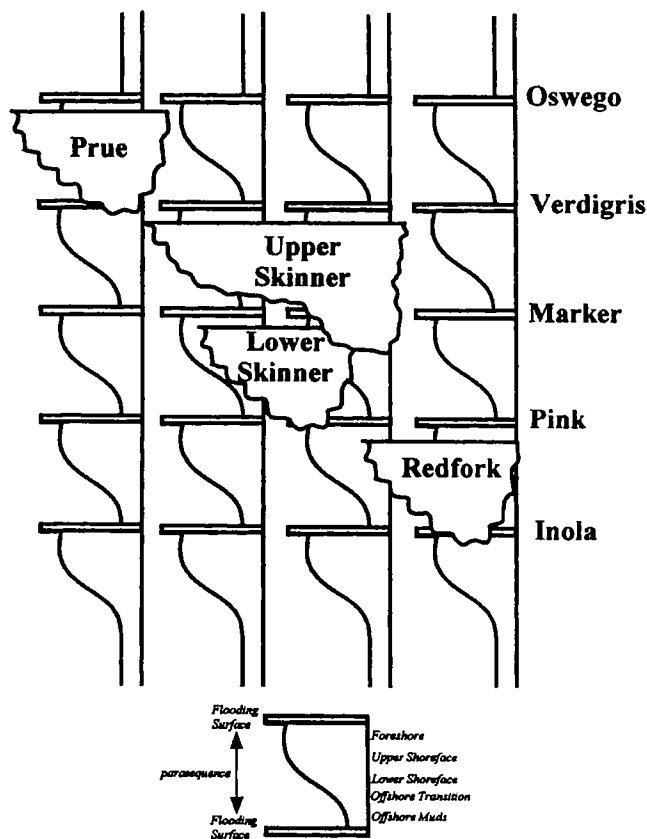 Oswego
Prue
Verdigris
Upper
Skinner
Marker
Lower
Skinner
Pink
Redfork
Inola
Flooding
Surface
Foreshore
Upper Shoreface
parasequence
Lower Shoreface
Offshore Transition
Offshore Muds
Flooding
Surface